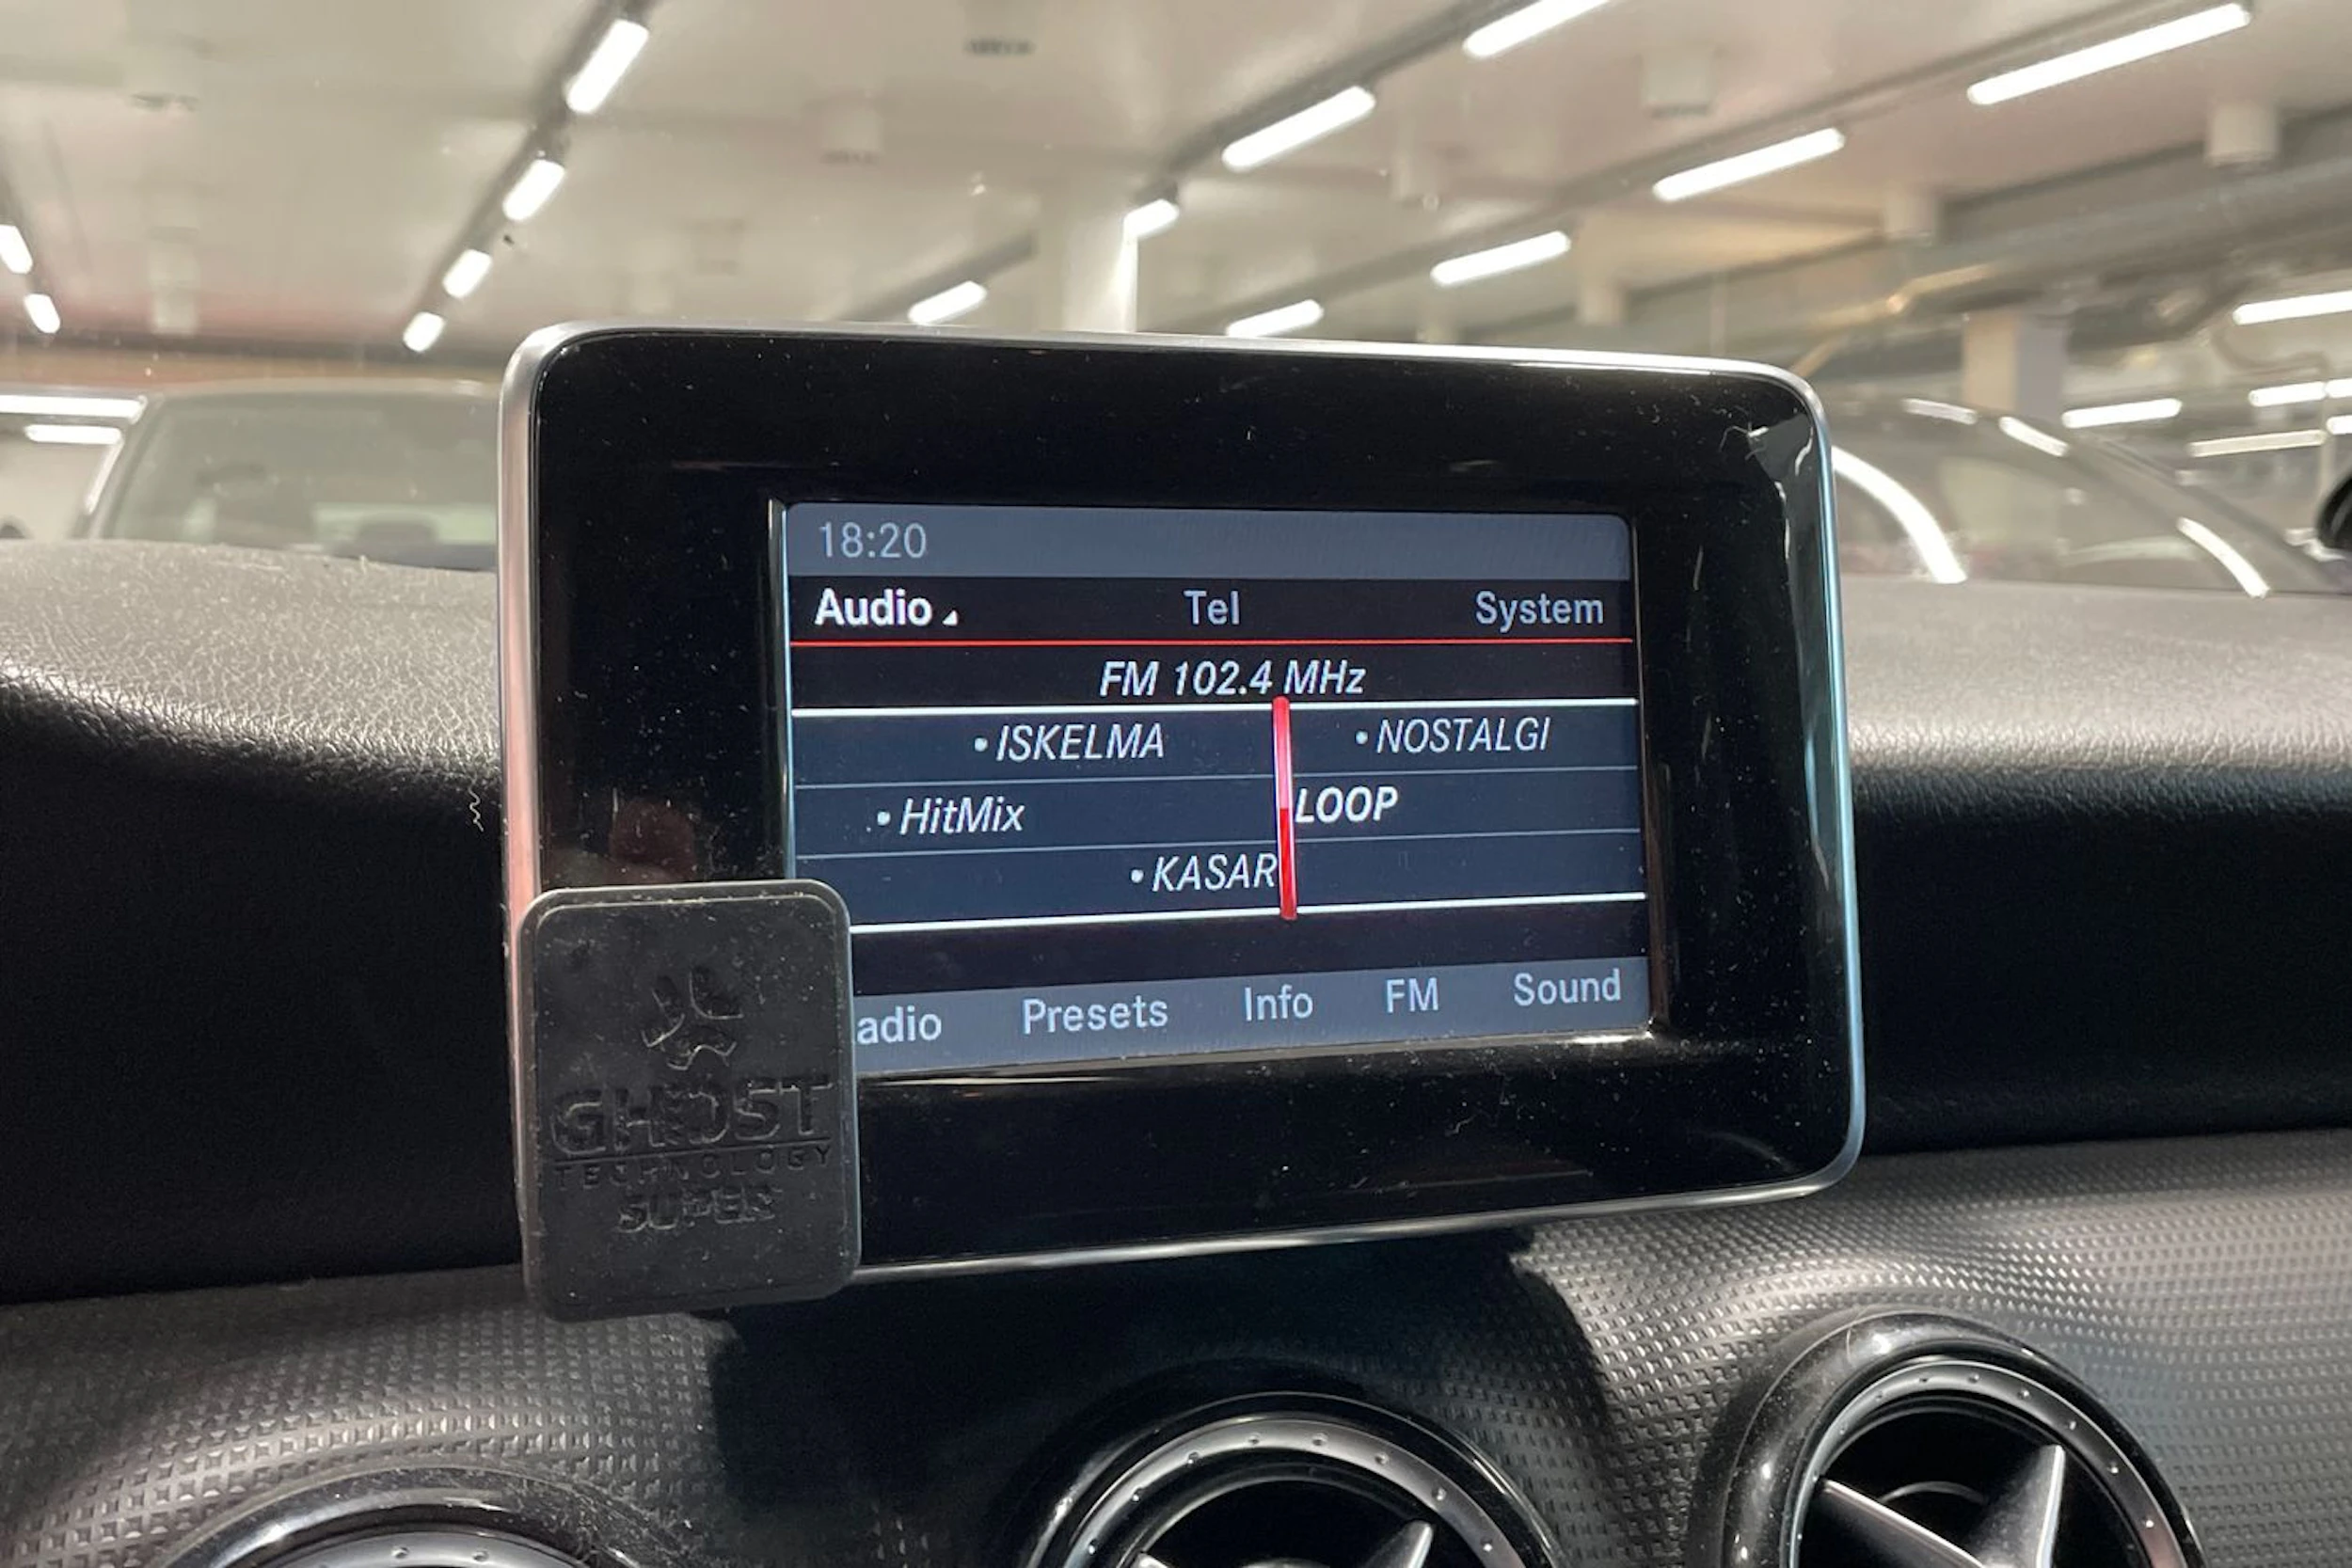 18:20
Audio Tel System
FM 102.4 MHz
•ISKELMA •NOSTALGI
•HitMix LOOP
•KASAR
adio Presets Info FM Sound
GHOST
TECHNOLOGY
SUPER